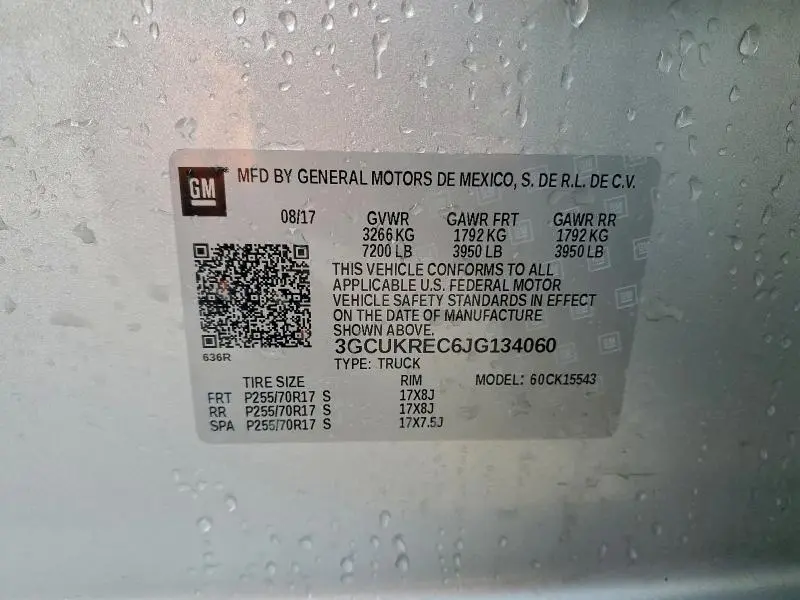 GM MFD BY GENERAL MOTORS DE MEXICO, S. DE R.L. DE C.V.
08/17 GVWR GAWR FRT GAWR RR
3266 KG 1792 KG 1792 KG
7200 LB 3950 LB 3950 LB
THIS VEHICLE CONFORMS TO ALL
APPLICABLE U.S. FEDERAL MOTOR
VEHICLE SAFETY STANDARDS IN EFFECT
ON THE DATE OF MANUFACTURE
SHOWN ABOVE.
3GCUKREC6JG134060
636R
TYPE: TRUCK
TIRE SIZE RIM MODEL: 60CK15543
FRT P255/70R17 S 17X8J
RR P255/70R17 S 17X8J
SPA P255/70R17 S 17X7.5J